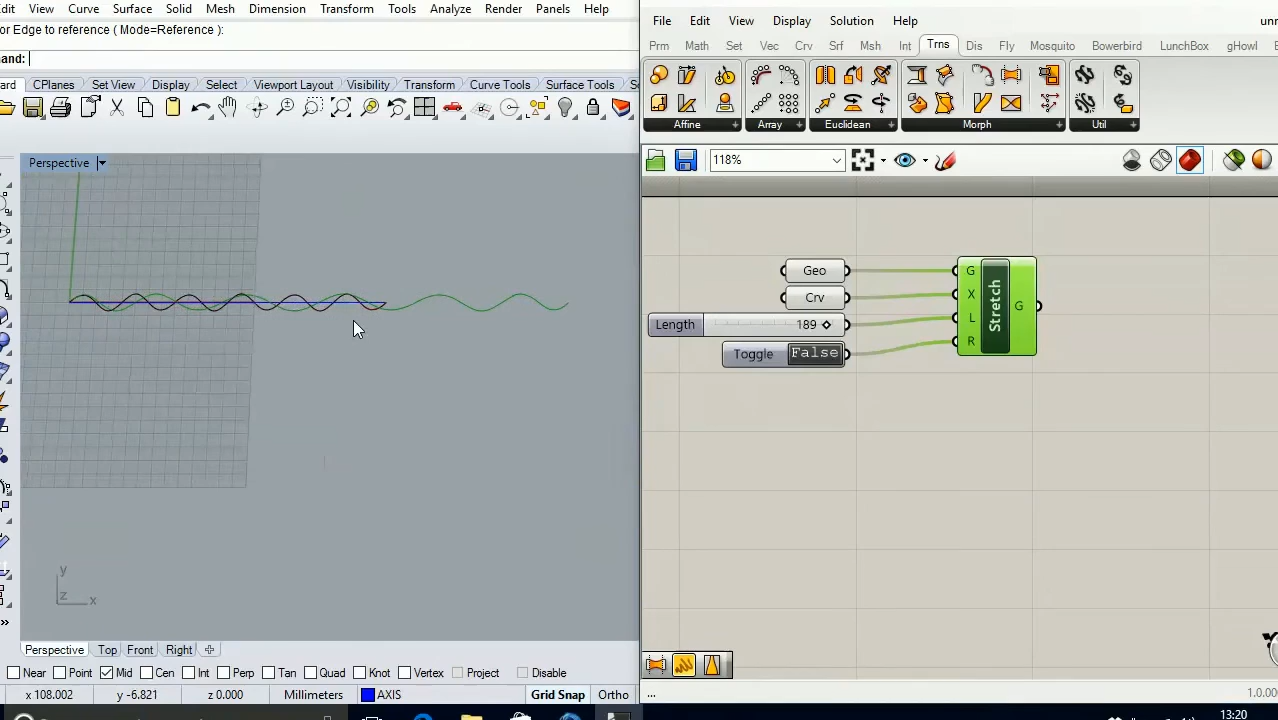 View Curve Surface Solid Mesh Dimension Transform Tools Analyze Render Panels Help
or Edge to reference ( Mode=Reference ):
and:
ard CPlanes Set View Display Select Viewport Layout Visibility Transform Curve Tools Surface Tools
Perspective
y
z x
Perspective Top Front Right
Near Point Mid Cen Int Perp Tan Quad Knot Vertex Project Disable
x 108.002 y -6.821 z 0.000 Millimeters AXIS Grid Snap Ortho
File Edit View Display Solution Help unr
Prm Math Set Vec Crv Srf Msh Int Trns Dis Fly Mosquito Bowerbird LunchBox gHowl
Affine Array Euclidean Morph Util
118%
Geo
Crv
Length 189
Toggle False
G
X
L
R
Stretch
G
...
1.0.00
13:20